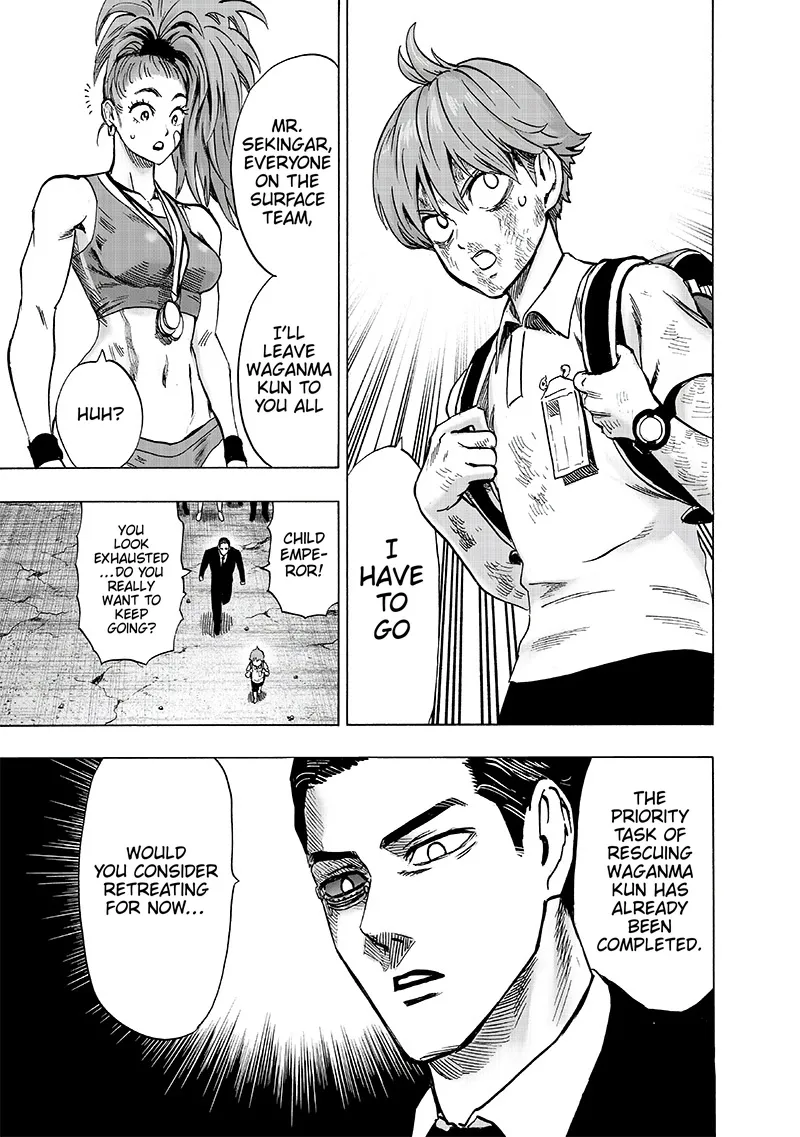 I
HAVE
TO
GO
MR.
SEKINGAR,
EVERYONE
ON THE
SURFACE
TEAM,
I'LL
LEAVE
WAGANMA
KUN TO
YOU ALL
HUH?
CHILD
EMPE-
ROR!
YOU
LOOK
EXHAUSTED
...DO YOU
REALLY
WANT TO
KEEP
GOING?
THE
PRIORITY
TASK OF
RESCUING
WAGANMA
KUN HAS
ALREADY
BEEN
COMPLETED.
WOULD
YOU CONSIDER
RETREATING
FOR NOW...